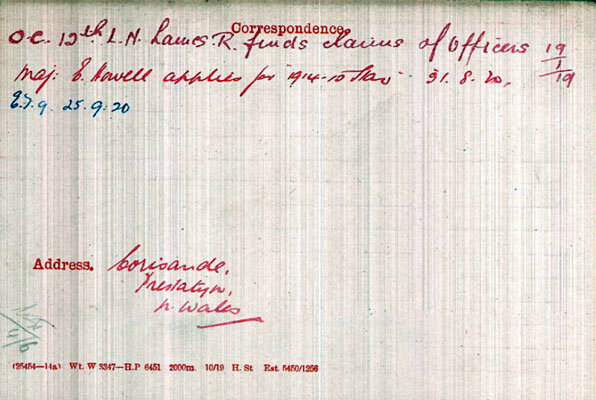 Correspondence.
O.C. 12th L.N. Lancs R. finds claims of Officers 19/1/19
Maj: E. Howell applies for 1914-15 Star 31.8.20.
25.9.20
Address. Corisande,
Prestatyn,
N. Wales
(25454—14a) Wt. W 3347—H.P 6451 2000m. 10/19 H. St Est. 5450/1256